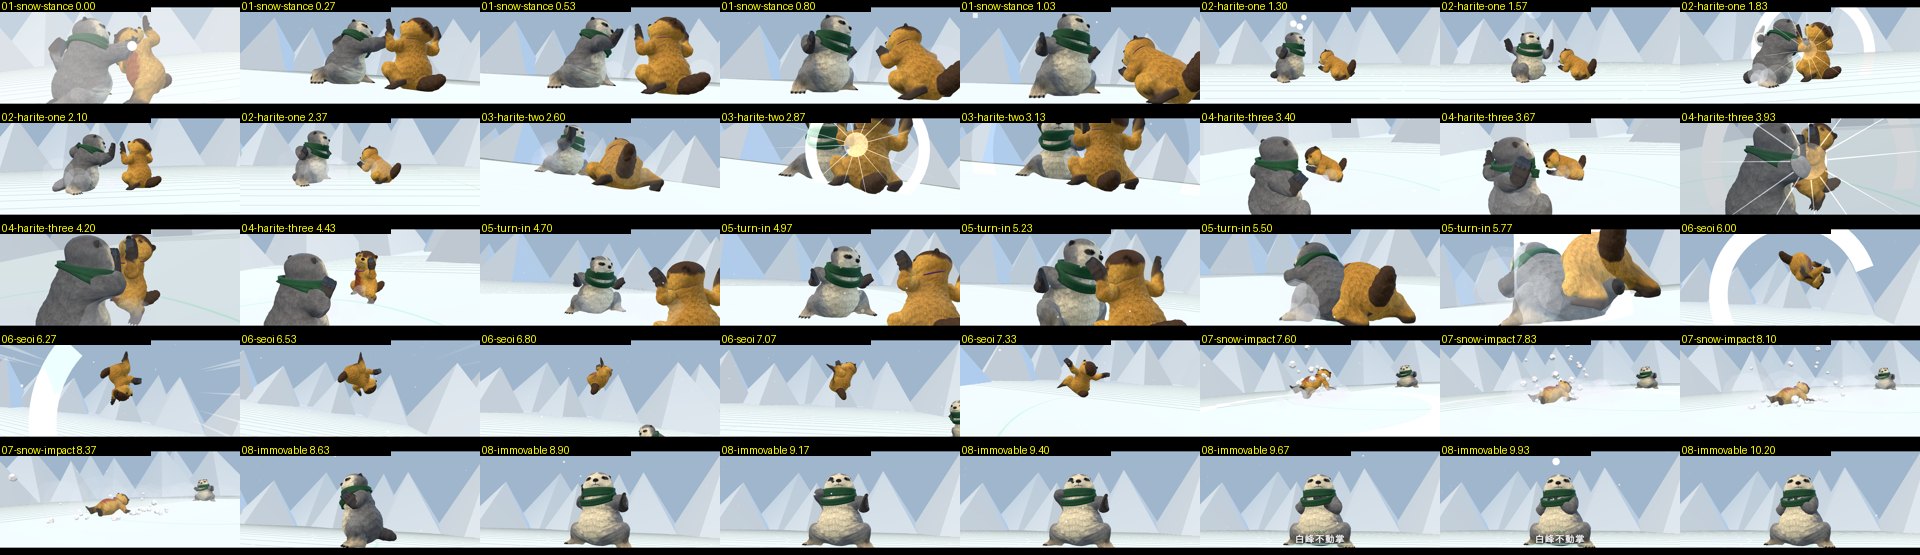 01-snow-stance 0.00
01-snow-stance 0.27
01-snow-stance 0.53
01-snow-stance 0.80
01-snow-stance 1.03
02-harite-one 1.30
02-harite-one 1.57
02-harite-one 1.83
02-harite-one 2.10
02-harite-one 2.37
03-harite-two 2.60
03-harite-two 2.87
03-harite-two 3.13
04-harite-three 3.40
04-harite-three 3.67
04-harite-three 3.93
04-harite-three 4.20
04-harite-three 4.43
05-turn-in 4.70
05-turn-in 4.97
05-turn-in 5.23
05-turn-in 5.50
05-turn-in 5.77
06-seoi 6.00
06-seoi 6.27
06-seoi 6.53
06-seoi 6.80
06-seoi 7.07
06-seoi 7.33
07-snow-impact 7.60
07-snow-impact 7.83
07-snow-impact 8.10
07-snow-impact 8.37
08-immovable 8.63
08-immovable 8.90
08-immovable 9.17
08-immovable 9.40
08-immovable 9.67
08-immovable 9.93
08-immovable 10.20
白峰不動掌
白峰不動掌